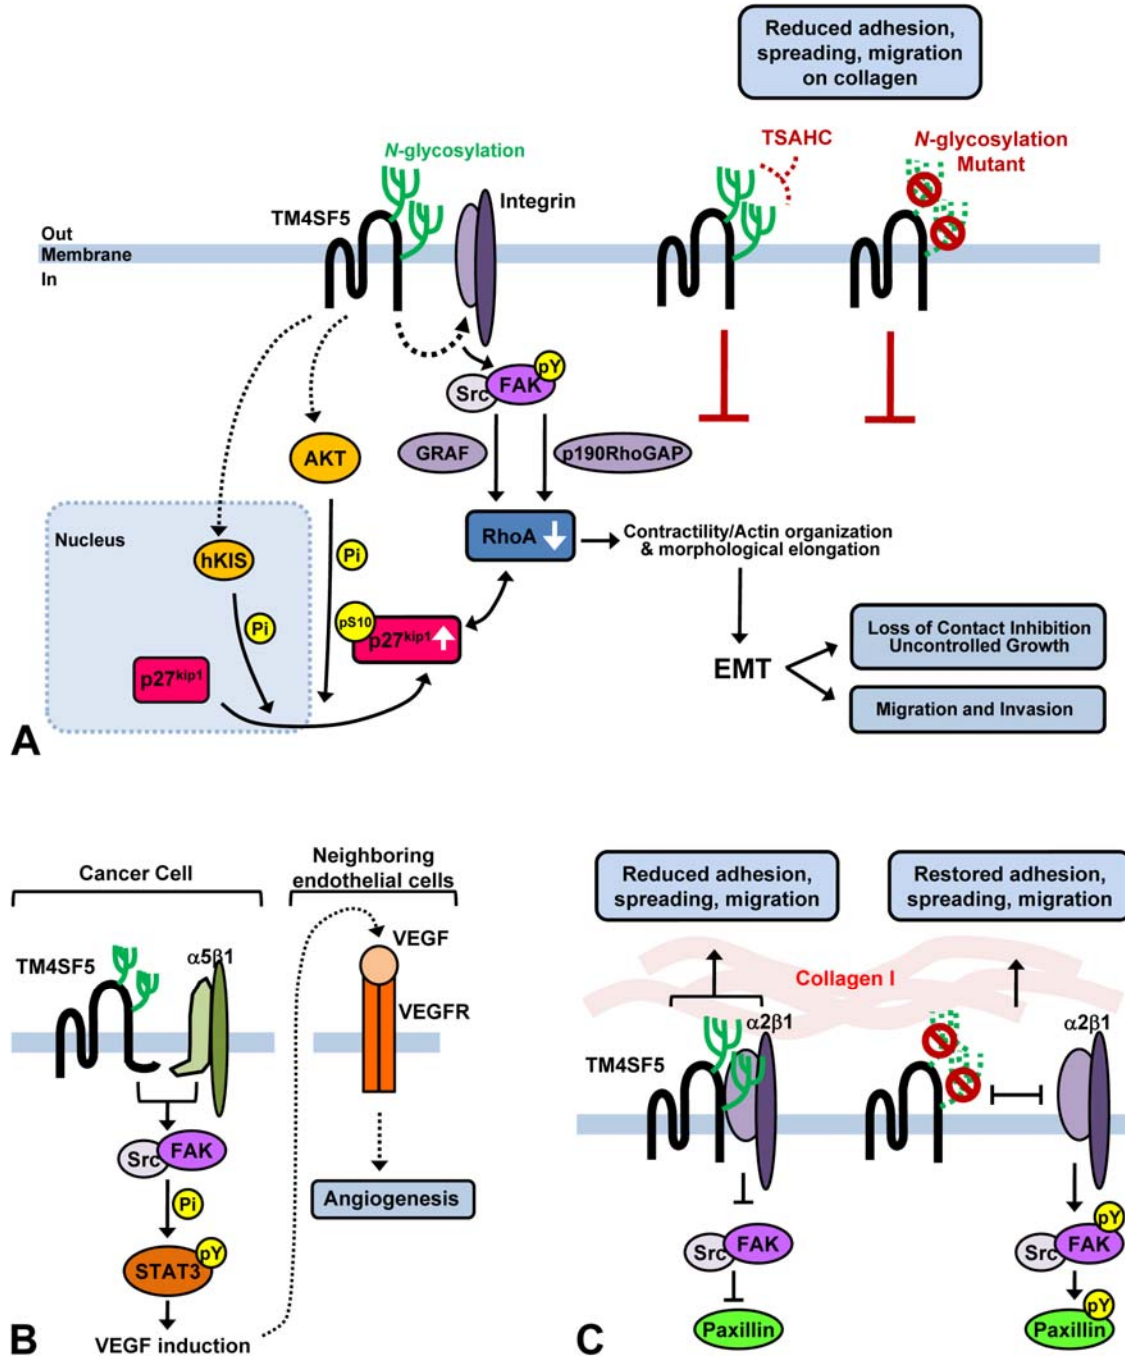 Reduced adhesion,
spreading, migration
on collagen
N-glycosylation
TSAHC
N-glycosylation
Mutant
TM4SF5
Integrin
Out
Membrane
In
pY
Src
FAK
GRAF
p190RhoGAP
AKT
Nucleus
hKIS
Pi
Pi
RhoA
Contractility/Actin organization
& morphological elongation
pS10
p27kip1
p27kip1
EMT
Loss of Contact Inhibition
Uncontrolled Growth
Migration and Invasion
A
Cancer Cell
Neighboring
endothelial cells
TM4SF5
α5β1
VEGF
VEGFR
Src
FAK
Pi
pY
STAT3
VEGF induction
Angiogenesis
B
Reduced adhesion,
spreading, migration
Restored adhesion,
spreading, migration
Collagen I
α2β1
α2β1
TM4SF5
Src
FAK
Paxillin
pY
Src
FAK
pY
Paxillin
C